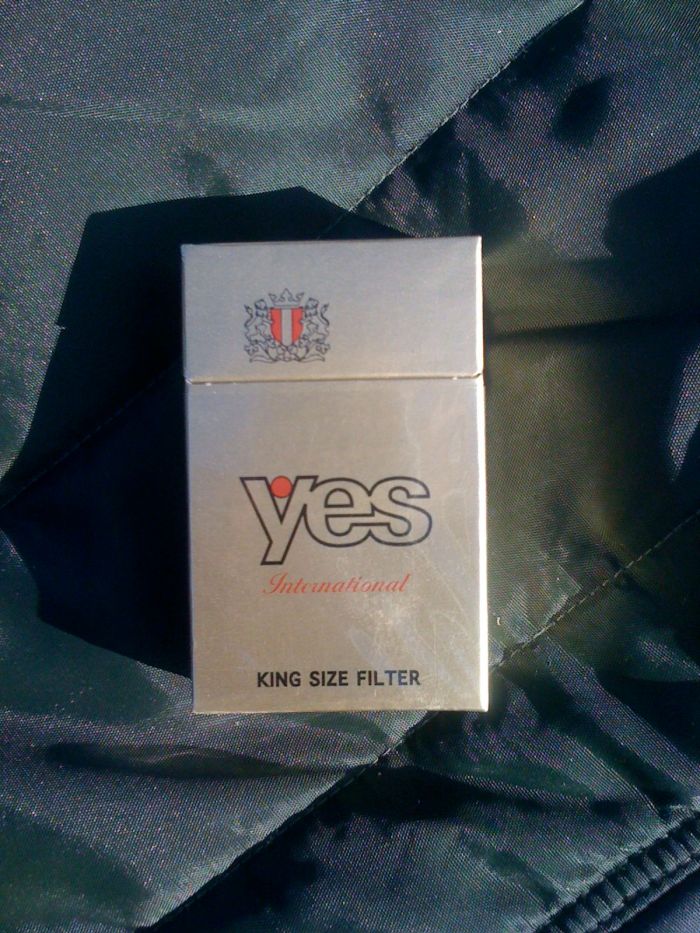 yes
International
KING SIZE FILTER